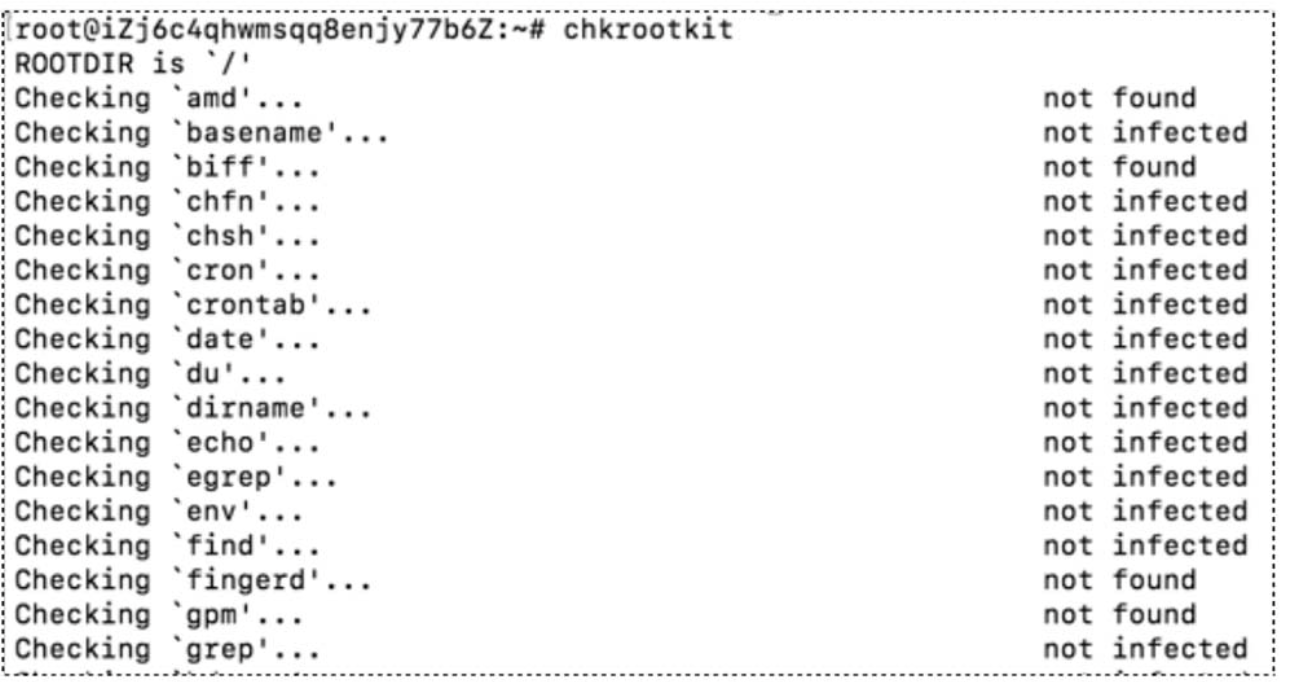 root@iZj6c4qhwmsqq8enjy77b6Z:~# chkrootkit
ROOTDIR is `/'
Checking `amd'... not found
Checking `basename'... not infected
Checking `biff'... not found
Checking `chfn'... not infected
Checking `chsh'... not infected
Checking `cron'... not infected
Checking `crontab'... not infected
Checking `date'... not infected
Checking `du'... not infected
Checking `dirname'... not infected
Checking `echo'... not infected
Checking `egrep'... not infected
Checking `env'... not infected
Checking `find'... not infected
Checking `fingerd'... not found
Checking `gpm'... not found
Checking `grep'... not infected